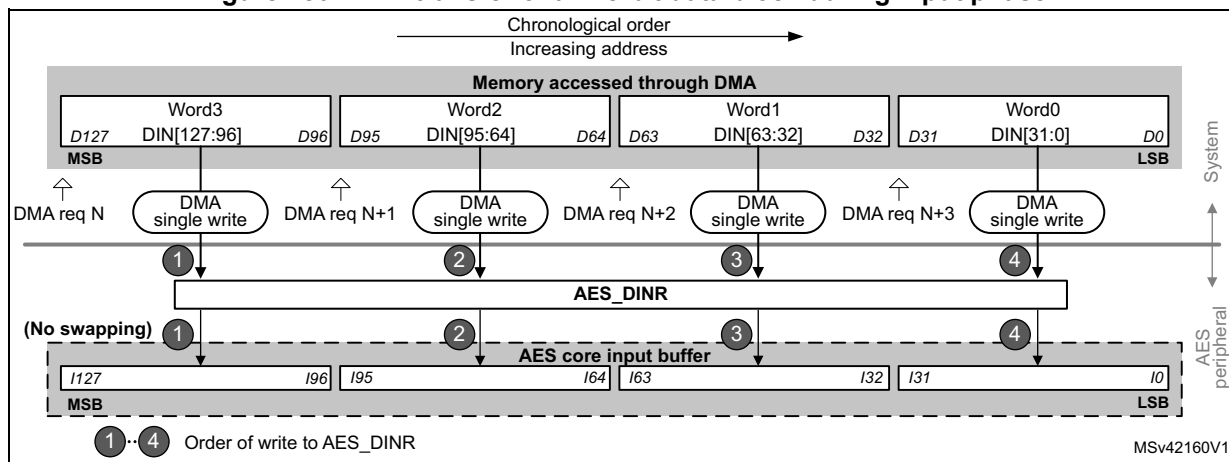 Chronological order
Increasing address
Memory accessed through DMA
Word3 Word2 Word1 Word0
D127 DIN[127:96] D96 D95 DIN[95:64] D64 D63 DIN[63:32] D32 D31 DIN[31:0] D0
MSB LSB
DMA req N DMA single write DMA req N+1 DMA single write DMA req N+2 DMA single write DMA req N+3 DMA single write
System
1 2 3 4
AES_DINR
AES peripheral
(No swapping) 1 2 3 4
AES core input buffer
I127 I96 I95 I64 I63 I32 I31 I0
MSB LSB
1··4 Order of write to AES_DINR
MSv42160V1